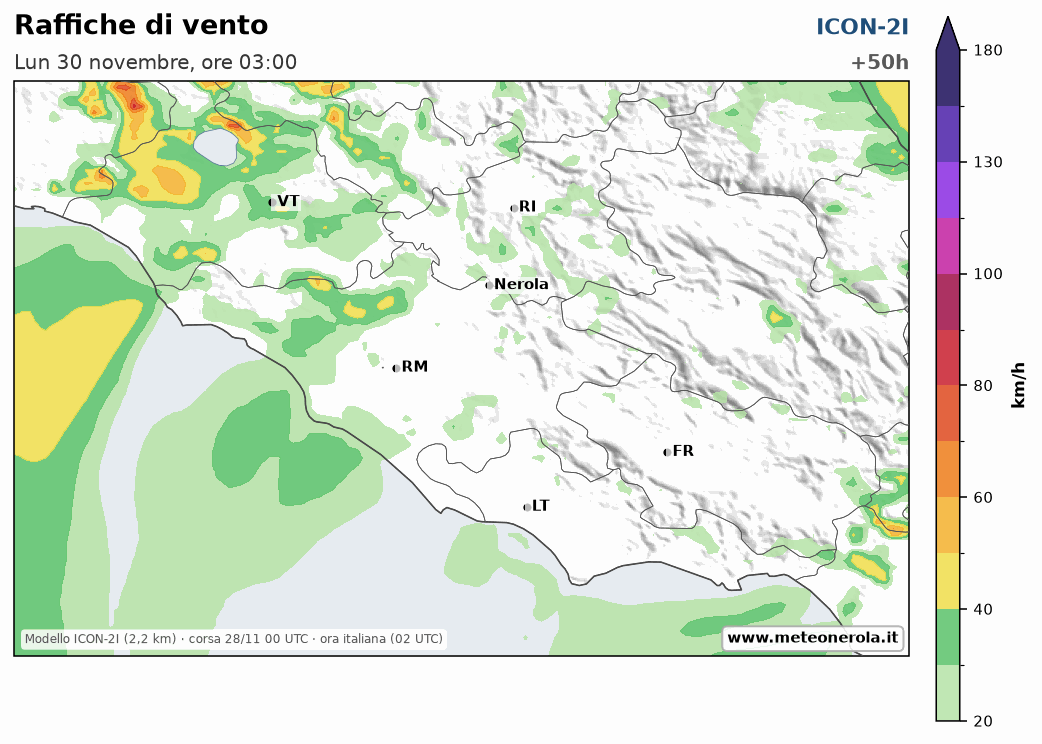 Raffiche di vento
ICON-2I
Lun 30 novembre, ore 03:00
+50h
180
130
100
80
60
40
20
km/h
VT
RI
Nerola
RM
FR
LT
Modello ICON-2I (2,2 km) · corsa 28/11 00 UTC · ora italiana (02 UTC)
www.meteonerola.it